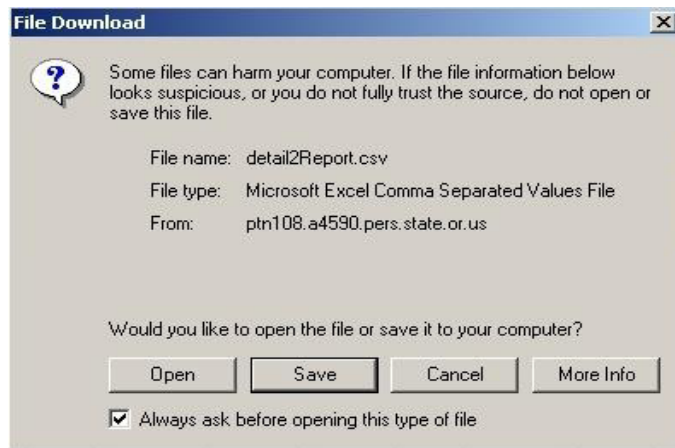 File Download
Some files can harm your computer. If the file information below
looks suspicious, or you do not fully trust the source, do not open or
save this file.
File name: detail2Report.csv
File type: Microsoft Excel Comma Separated Values File
From: ptn108.a4590.pers.state.or.us
Would you like to open the file or save it to your computer?
Open Save Cancel More Info
Always ask before opening this type of file